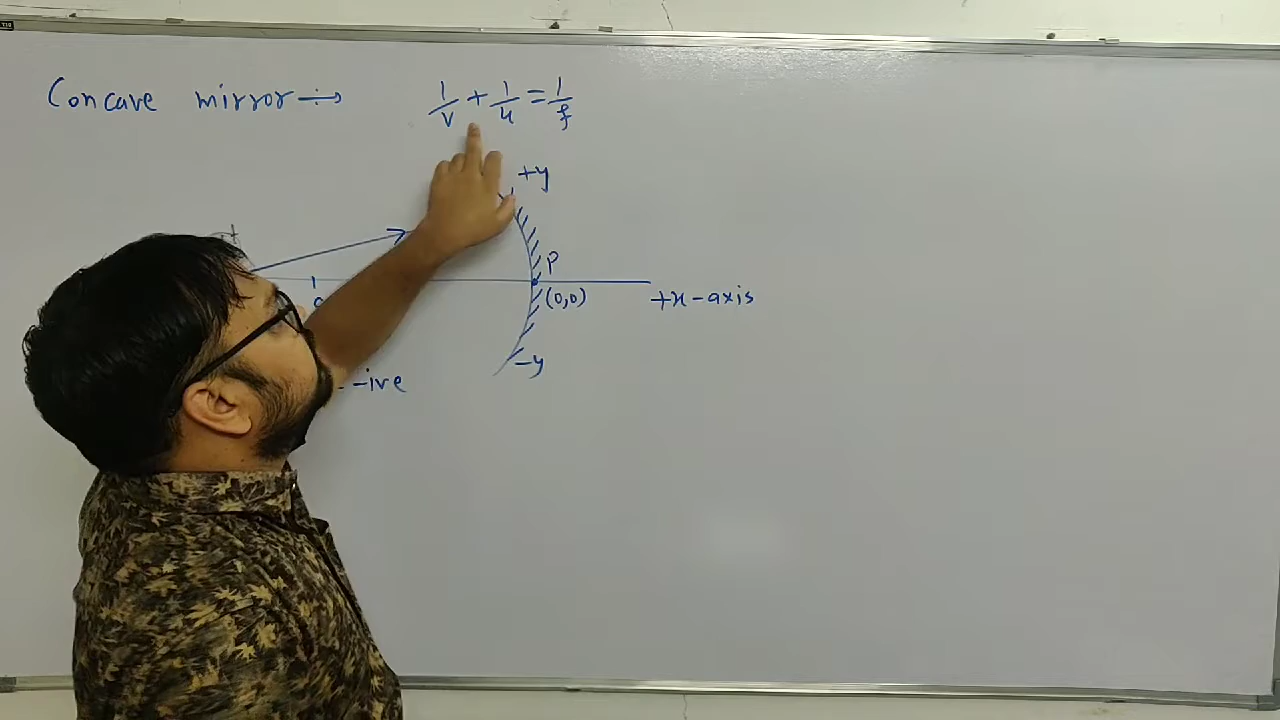 Concave mirror → 1/v + 1/u = 1/f
+y
P
(0,0)
+x-axis
-y
-ive